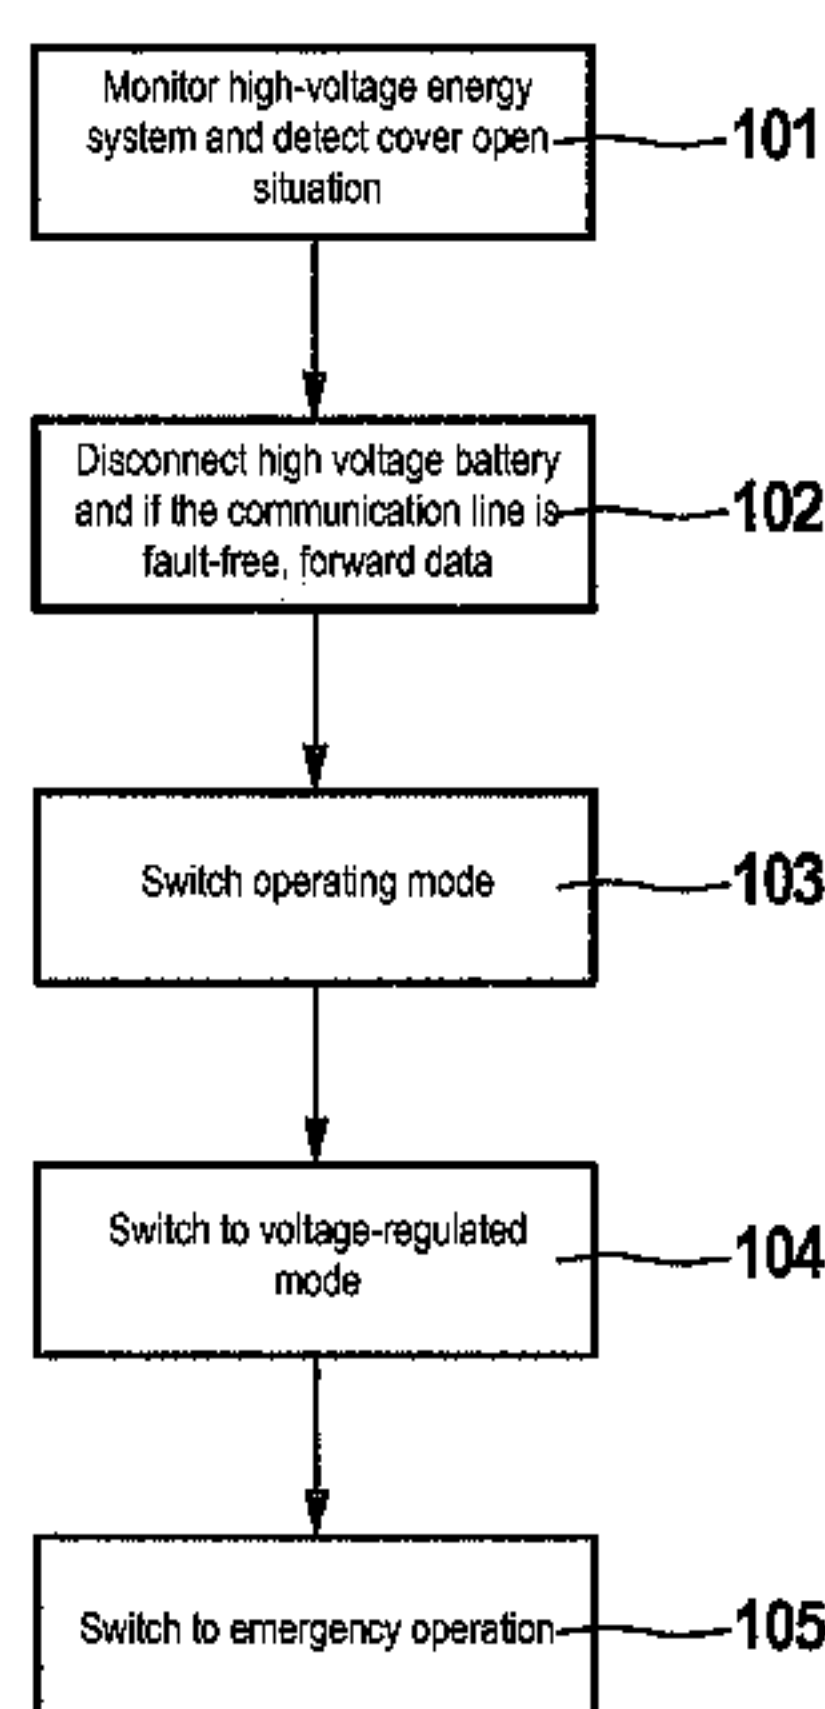 Monitor high-voltage energy
system and detect cover open
situation
101
Disconnect high voltage battery
and if the communication line is
fault-free, forward data
102
Switch operating mode
103
Switch to voltage-regulated
mode
104
Switch to emergency operation
105